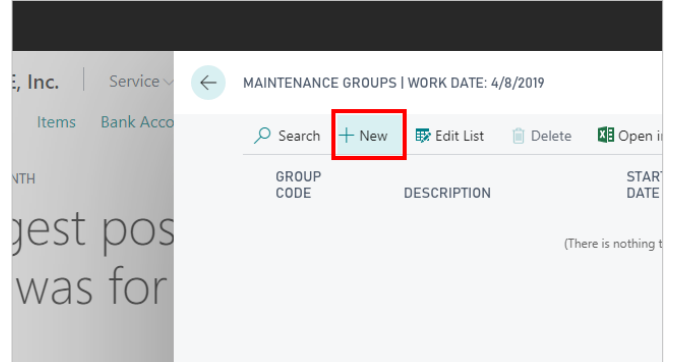 , Inc. Service
MAINTENANCE GROUPS | WORK DATE: 4/8/2019
Items Bank Acco
Search New Edit List Delete Open i
NTH
GROUP
CODE
DESCRIPTION
STAR
DATE
gest pos
was for
(There is nothing t